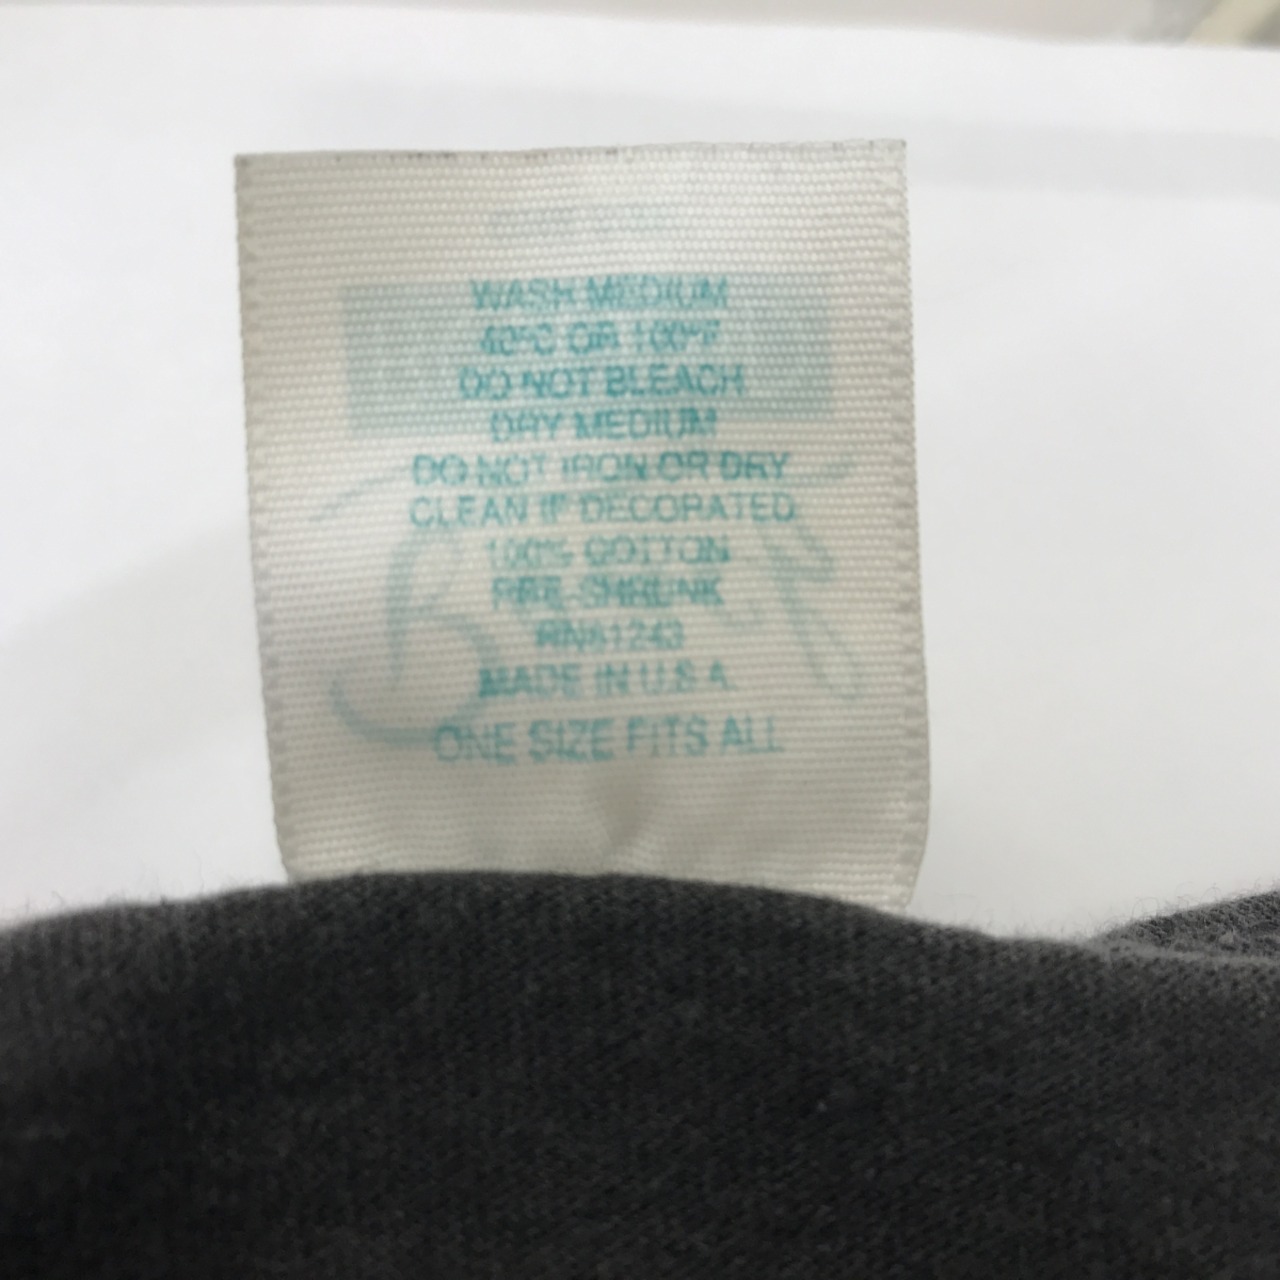 WASH MEDIUM
40°C OR 100°F
DO NOT BLEACH
DRY MEDIUM
DO NOT IRON OR DRY
CLEAN IF DECORATED
100% COTTON
PRE-SHRUNK
RN61243
MADE IN U.S.A.
ONE SIZE FITS ALL